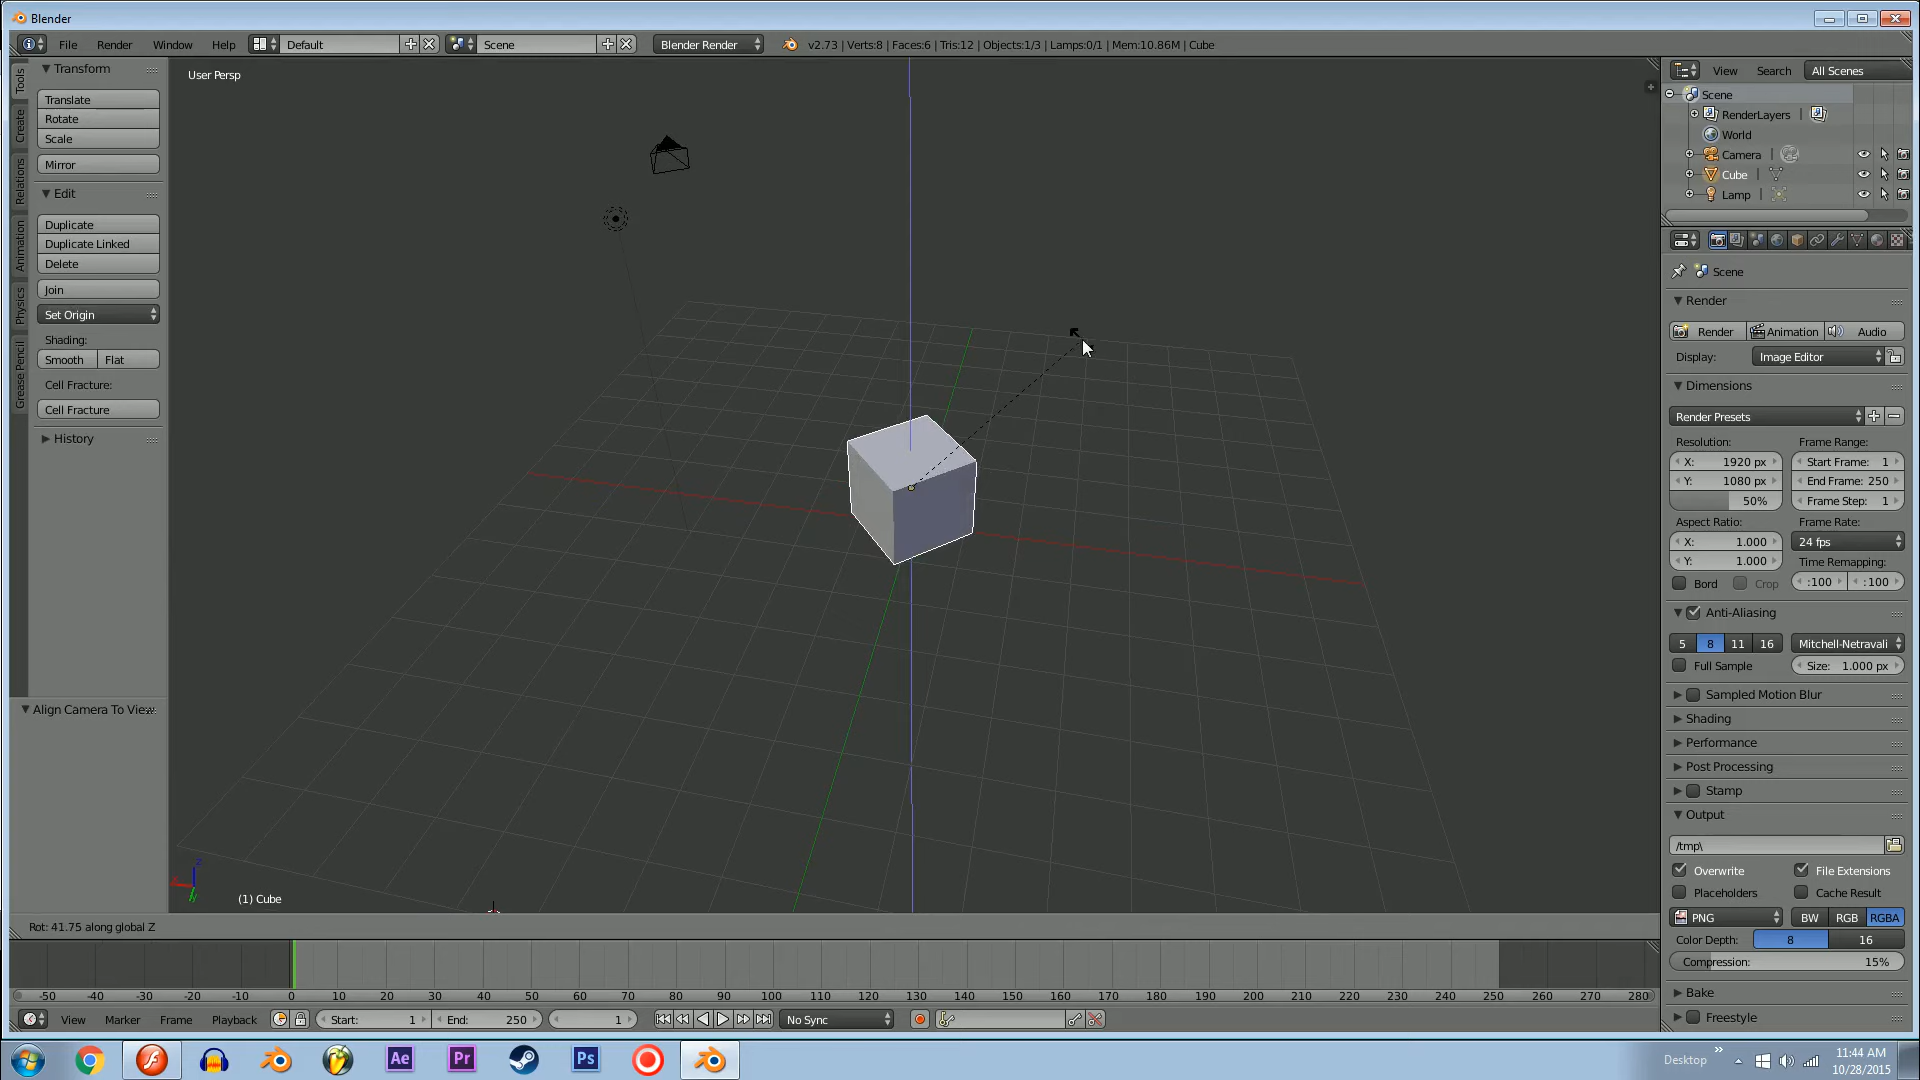 Blender
File Render Window Help Default Scene Blender Render v2.73 | Verts:8 | Faces:6 | Tris:12 | Objects:1/3 | Lamps:0/1 | Mem:10.86M | Cube
Tools
Create
Relations
Animation
Physics
Grease Pencil
Transform
Translate
Rotate
Scale
Mirror
Edit
Duplicate
Duplicate Linked
Delete
Join
Set Origin
Shading:
Smooth Flat
Cell Fracture:
Cell Fracture
History
Align Camera To View
User Persp
(1) Cube
Rot: 41.75 along global Z
View Search All Scenes
Scene
RenderLayers |
World
Camera |
Cube |
Lamp |
Scene
Render
Render Animation Audio
Display: Image Editor
Dimensions
Render Presets
Resolution: Frame Range:
X: 1920 px Start Frame: 1
Y: 1080 px End Frame: 250
50% Frame Step: 1
Aspect Ratio: Frame Rate:
X: 1.000 24 fps
Y: 1.000 Time Remapping:
Bord Crop :100 :100
Anti-Aliasing
5 8 11 16 Mitchell-Netravali
Full Sample Size: 1.000 px
Sampled Motion Blur
Shading
Performance
Post Processing
Stamp
Output
/tmp\
Overwrite File Extensions
Placeholders Cache Result
PNG BW RGB RGBA
Color Depth: 8 16
Compression: 15%
Bake
Freestyle
-50 -40 -30 -20 -10 0 10 20 30 40 50 60 70 80 90 100 110 120 130 140 150 160 170 180 190 200 210 220 230 240 250 260 270 280
View Marker Frame Playback Start: 1 End: 250 1 No Sync
Ae Pr Ps Desktop » 11:44 AM
10/28/2015